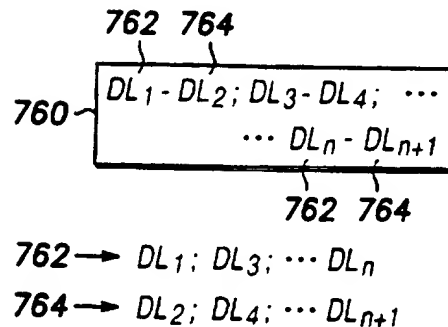 762 764
760 DL1 - DL2; DL3 - DL4; ...
... DLn - DLn+1
762 764
762 → DL1; DL3; ... DLn
764 → DL2; DL4; ... DLn+1